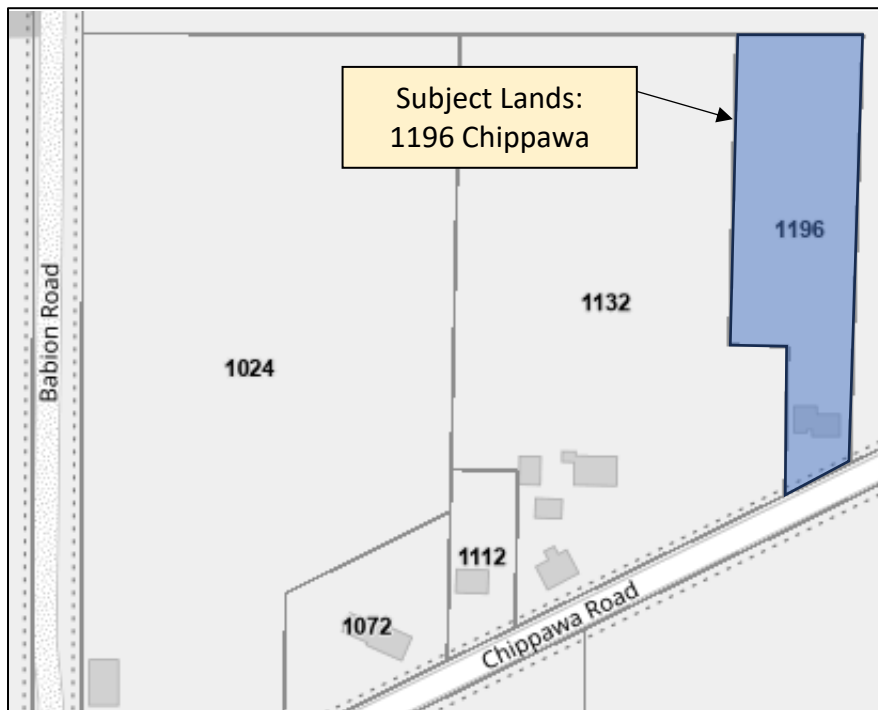 Subject Lands:
1196 Chippawa
1196
1132
Babion Road
1024
1112
1072
Chippawa Road